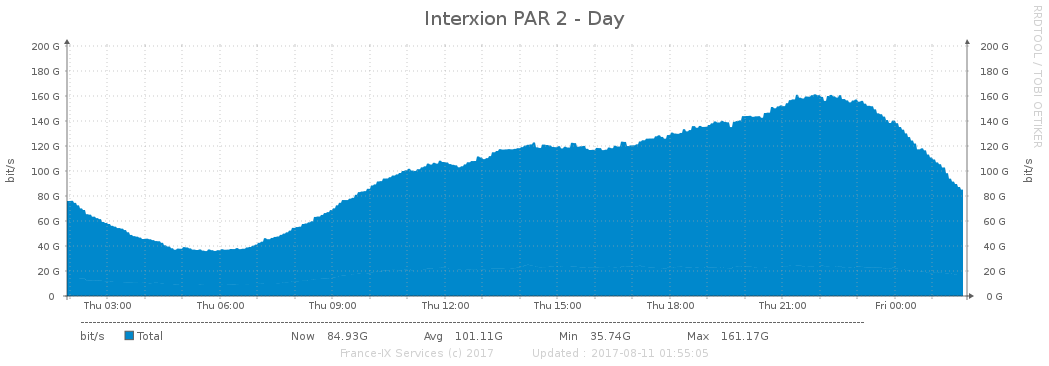 Interxion PAR 2 - Day
RRDTOOL / TOBI OETIKER
bit/s
bit/s
200 G 200 G
180 G 180 G
160 G 160 G
140 G 140 G
120 G 120 G
100 G 100 G
80 G 80 G
60 G 60 G
40 G 40 G
20 G 20 G
0 0 G
Thu 03:00 Thu 06:00 Thu 09:00 Thu 12:00 Thu 15:00 Thu 18:00 Thu 21:00 Fri 00:00
bit/s Total Now 84.93G Avg 101.11G Min 35.74G Max 161.17G
France-IX Services (c) 2017 Updated : 2017-08-11 01:55:05